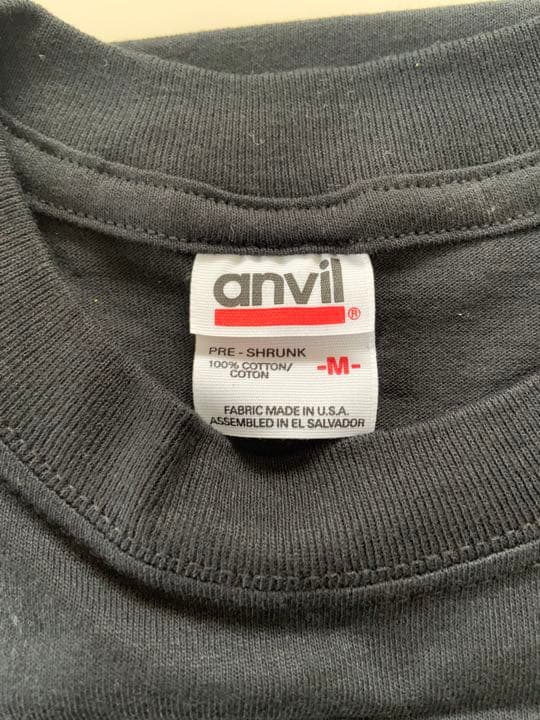 anvil
®
PRE - SHRUNK
100% COTTON/
COTON
-M-
FABRIC MADE IN U.S.A.
ASSEMBLED IN EL SALVADOR